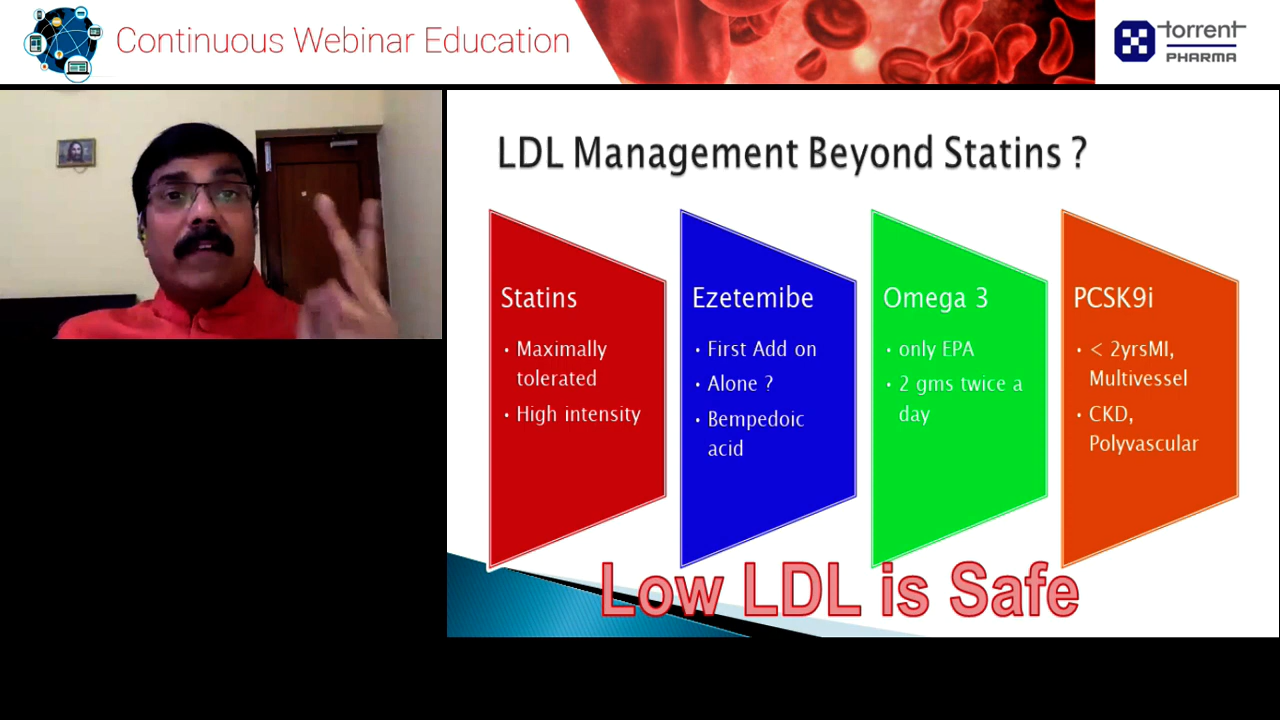 Continuous Webinar Education
torrent
PHARMA
LDL Management Beyond Statins ?
Statins
• Maximally
tolerated
• High intensity
Ezetemibe
• First Add on
• Alone ?
• Bempedoic
acid
Omega 3
• only EPA
• 2 gms twice a
day
PCSK9i
• < 2yrsMI,
Multivessel
• CKD,
Polyvascular
Low LDL is Safe